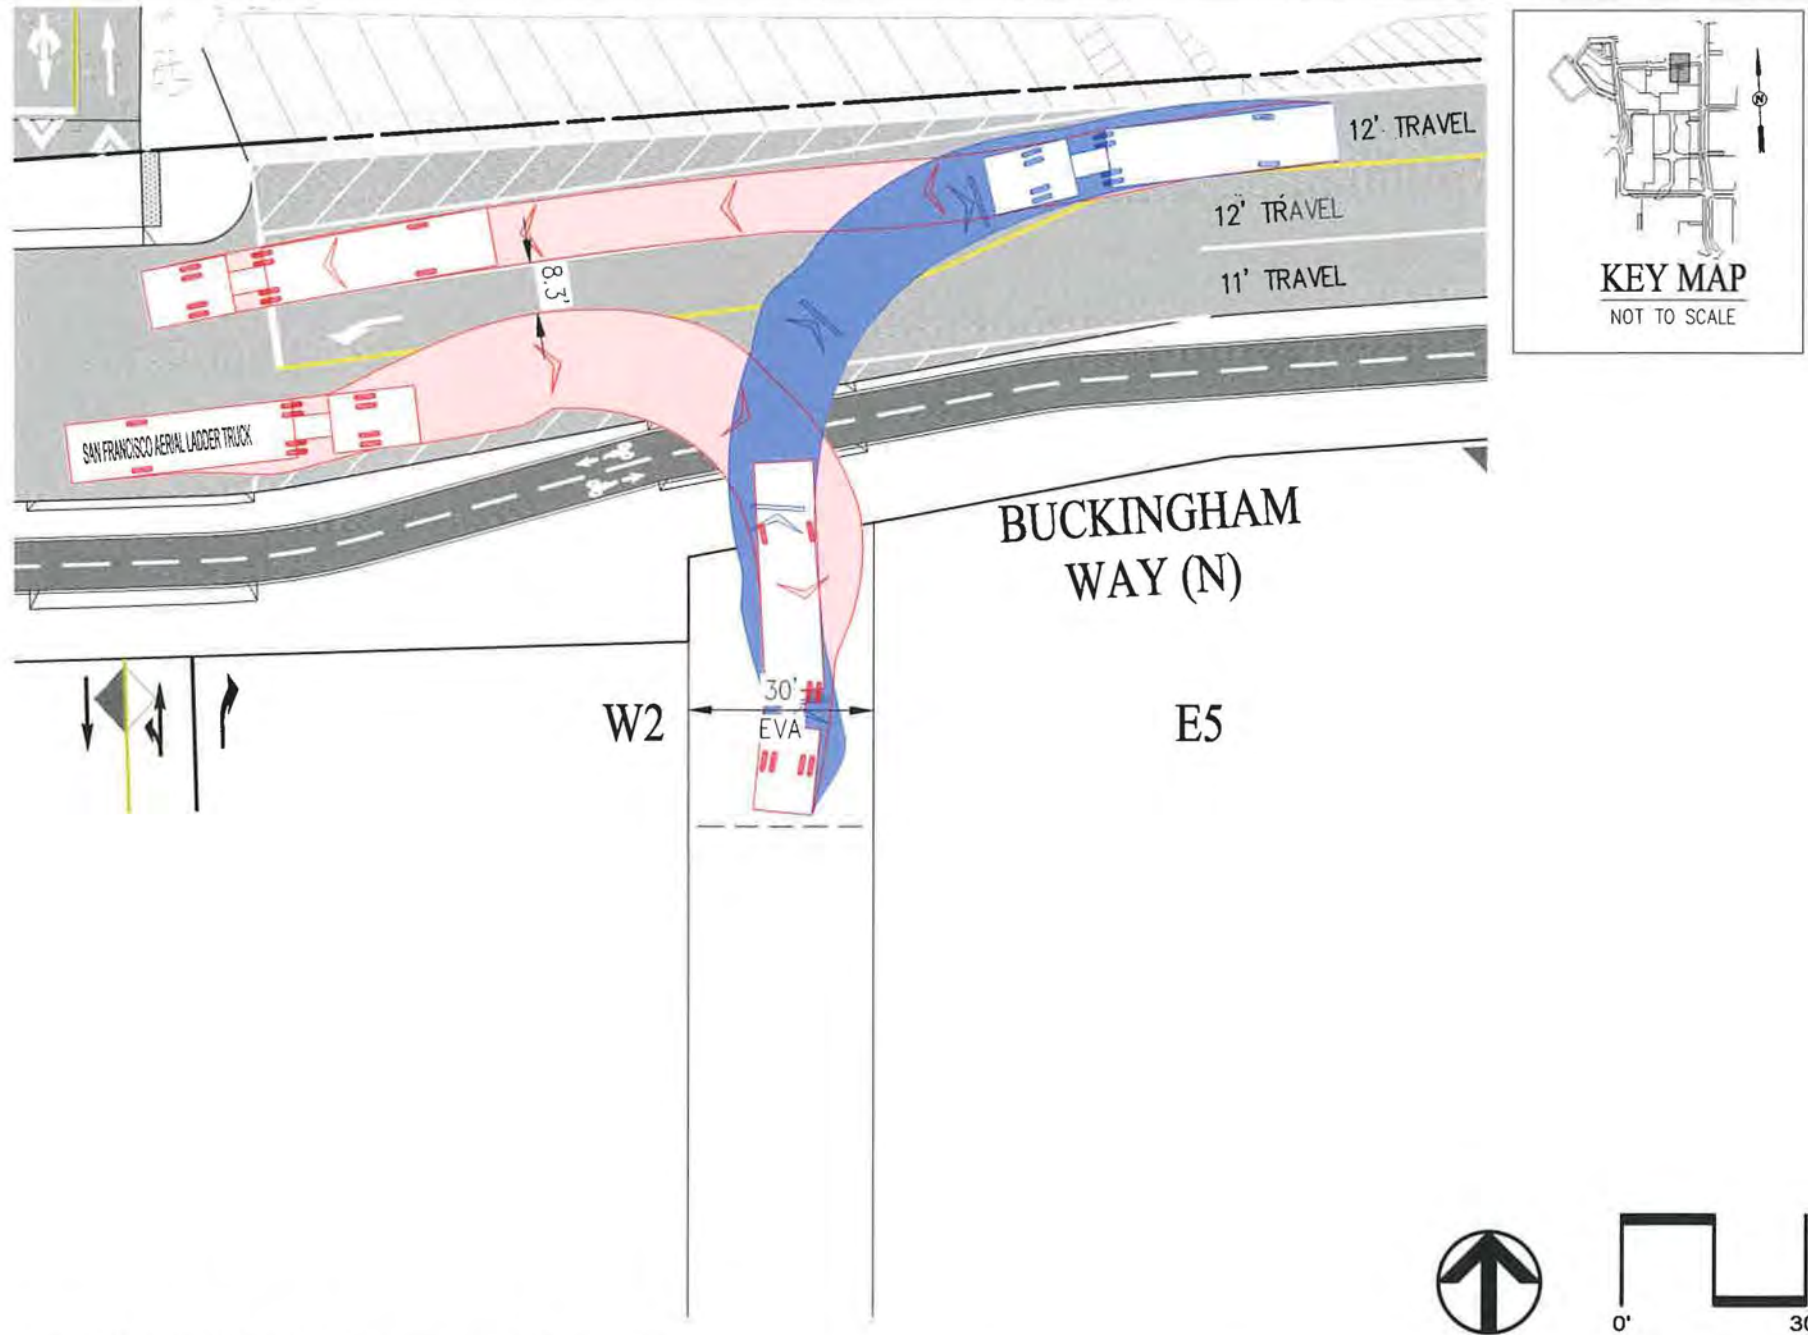 12' TRAVEL
12' TRAVEL
11' TRAVEL
8.3'
SAN FRANCISCO AERIAL LADDER TRUCK
BUCKINGHAM
WAY (N)
W2
30'
EVA
E5
N
KEY MAP
NOT TO SCALE
0'
30